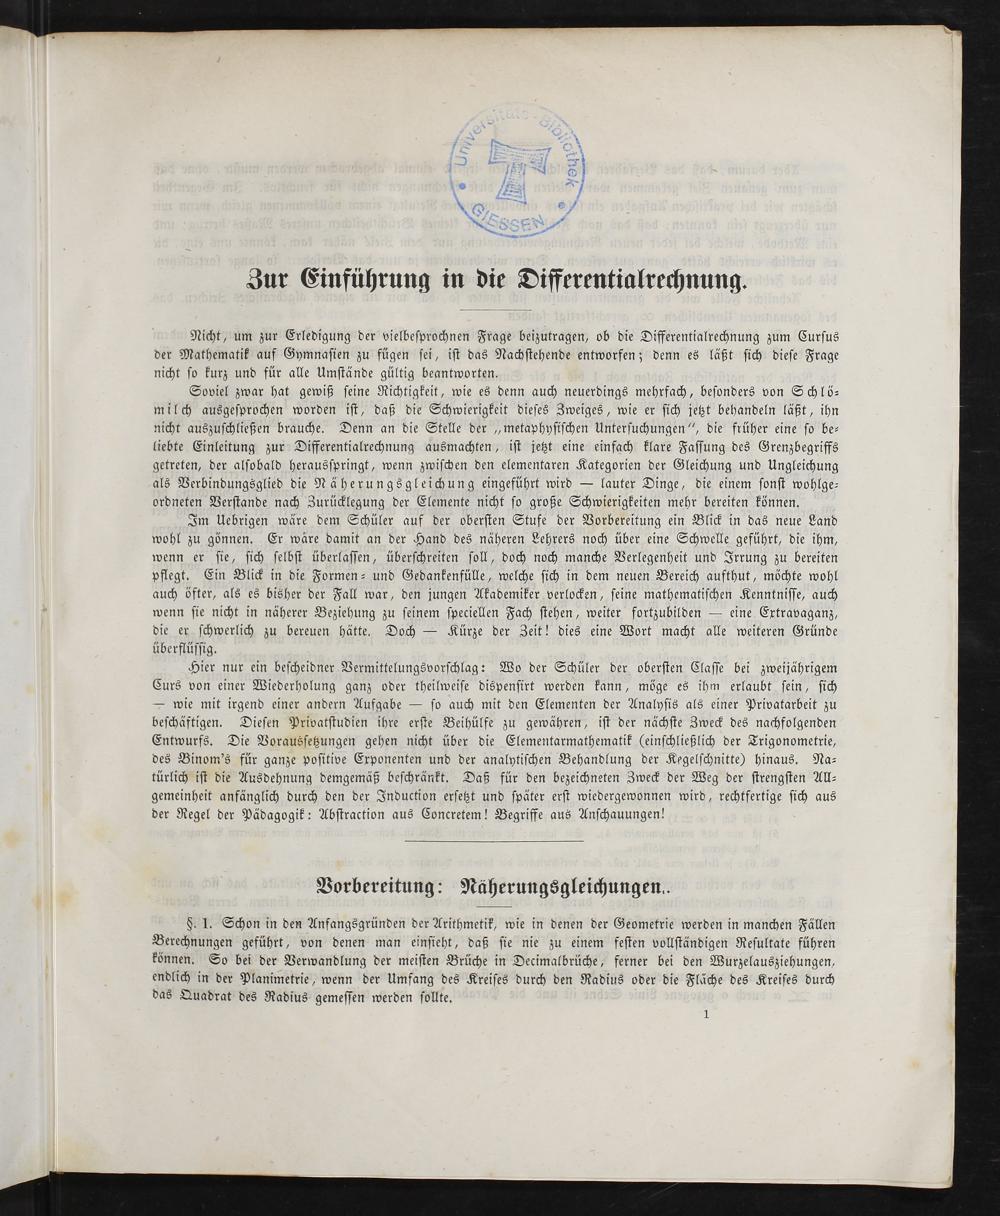 Universitäts-Bibliothek
GIESSEN
Zur Einführung in die Differentialrechnung.
Nicht, um zur Erledigung der vielbesprochnen Frage beizutragen, ob die Differentialrechnung zum Cursus
der Mathematik auf Gymnasien zu fügen sei, ist das Nachstehende entworfen; denn es läßt sich diese Frage
nicht so kurz und für alle Umstände gültig beantworten.
Soviel zwar hat gewiß seine Richtigkeit, wie es denn auch neuerdings mehrfach, besonders von Schlö=
milch ausgesprochen worden ist, daß die Schwierigkeit dieses Zweiges, wie er sich jetzt behandeln läßt, ihn
nicht auszuschließen brauche. Denn an die Stelle der „metaphysischen Untersuchungen“, die früher eine so be=
liebte Einleitung zur Differentialrechnung ausmachten, ist jetzt eine einfach klare Fassung des Grenzbegriffs
getreten, der alsobald herausspringt, wenn zwischen den elementaren Kategorien der Gleichung und Ungleichung
als Verbindungsglied die Näherungsgleichung eingeführt wird — lauter Dinge, die einem sonst wohlge=
ordneten Verstande nach Zurücklegung der Elemente nicht so große Schwierigkeiten mehr bereiten können.
Im Uebrigen wäre dem Schüler auf der obersten Stufe der Vorbereitung ein Blick in das neue Land
wohl zu gönnen. Er wäre damit an der Hand des näheren Lehrers noch über eine Schwelle geführt, die ihm,
wenn er sie, sich selbst überlassen, überschreiten soll, doch noch manche Verlegenheit und Irrung zu bereiten
pflegt. Ein Blick in die Formen= und Gedankenfülle, welche sich in dem neuen Bereich aufthut, möchte wohl
auch öfter, als es bisher der Fall war, den jungen Akademiker verlocken, seine mathematischen Kenntnisse, auch
wenn sie nicht in näherer Beziehung zu seinem speciellen Fach stehen, weiter fortzubilden — eine Extravaganz,
die er schwerlich zu bereuen hätte. Doch — Kürze der Zeit! dies eine Wort macht alle weiteren Gründe
überflüssig.
Hier nur ein bescheidner Vermittelungsvorschlag: Wo der Schüler der obersten Classe bei zweijährigem
Curs von einer Wiederholung ganz oder theilweise dispensirt werden kann, möge es ihm erlaubt sein, sich
— wie mit irgend einer andern Aufgabe — so auch mit den Elementen der Analysis als einer Privatarbeit zu
beschäftigen. Diesen Privatstudien ihre erste Beihülfe zu gewähren, ist der nächste Zweck des nachfolgenden
Entwurfs. Die Voraussetzungen gehen nicht über die Elementarmathematik (einschließlich der Trigonometrie,
des Binom's für ganze positive Exponenten und der analytischen Behandlung der Kegelschnitte) hinaus. Na=
türlich ist die Ausdehnung demgemäß beschränkt. Daß für den bezeichneten Zweck der Weg der strengsten All=
gemeinheit anfänglich durch den der Induction ersetzt und später erst wiedergewonnen wird, rechtfertige sich aus
der Regel der Pädagogik: Abstraction aus Concretem! Begriffe aus Anschauungen!
Vorbereitung: Näherungsgleichungen.
§. 1. Schon in den Anfangsgründen der Arithmetik, wie in denen der Geometrie werden in manchen Fällen
Berechnungen geführt, von denen man einsieht, daß sie nie zu einem festen vollständigen Resultate führen
können. So bei der Verwandlung der meisten Brüche in Decimalbrüche, ferner bei den Wurzelausziehungen,
endlich in der Planimetrie, wenn der Umfang des Kreises durch den Radius oder die Fläche des Kreises durch
das Quadrat des Radius gemessen werden sollte.
1